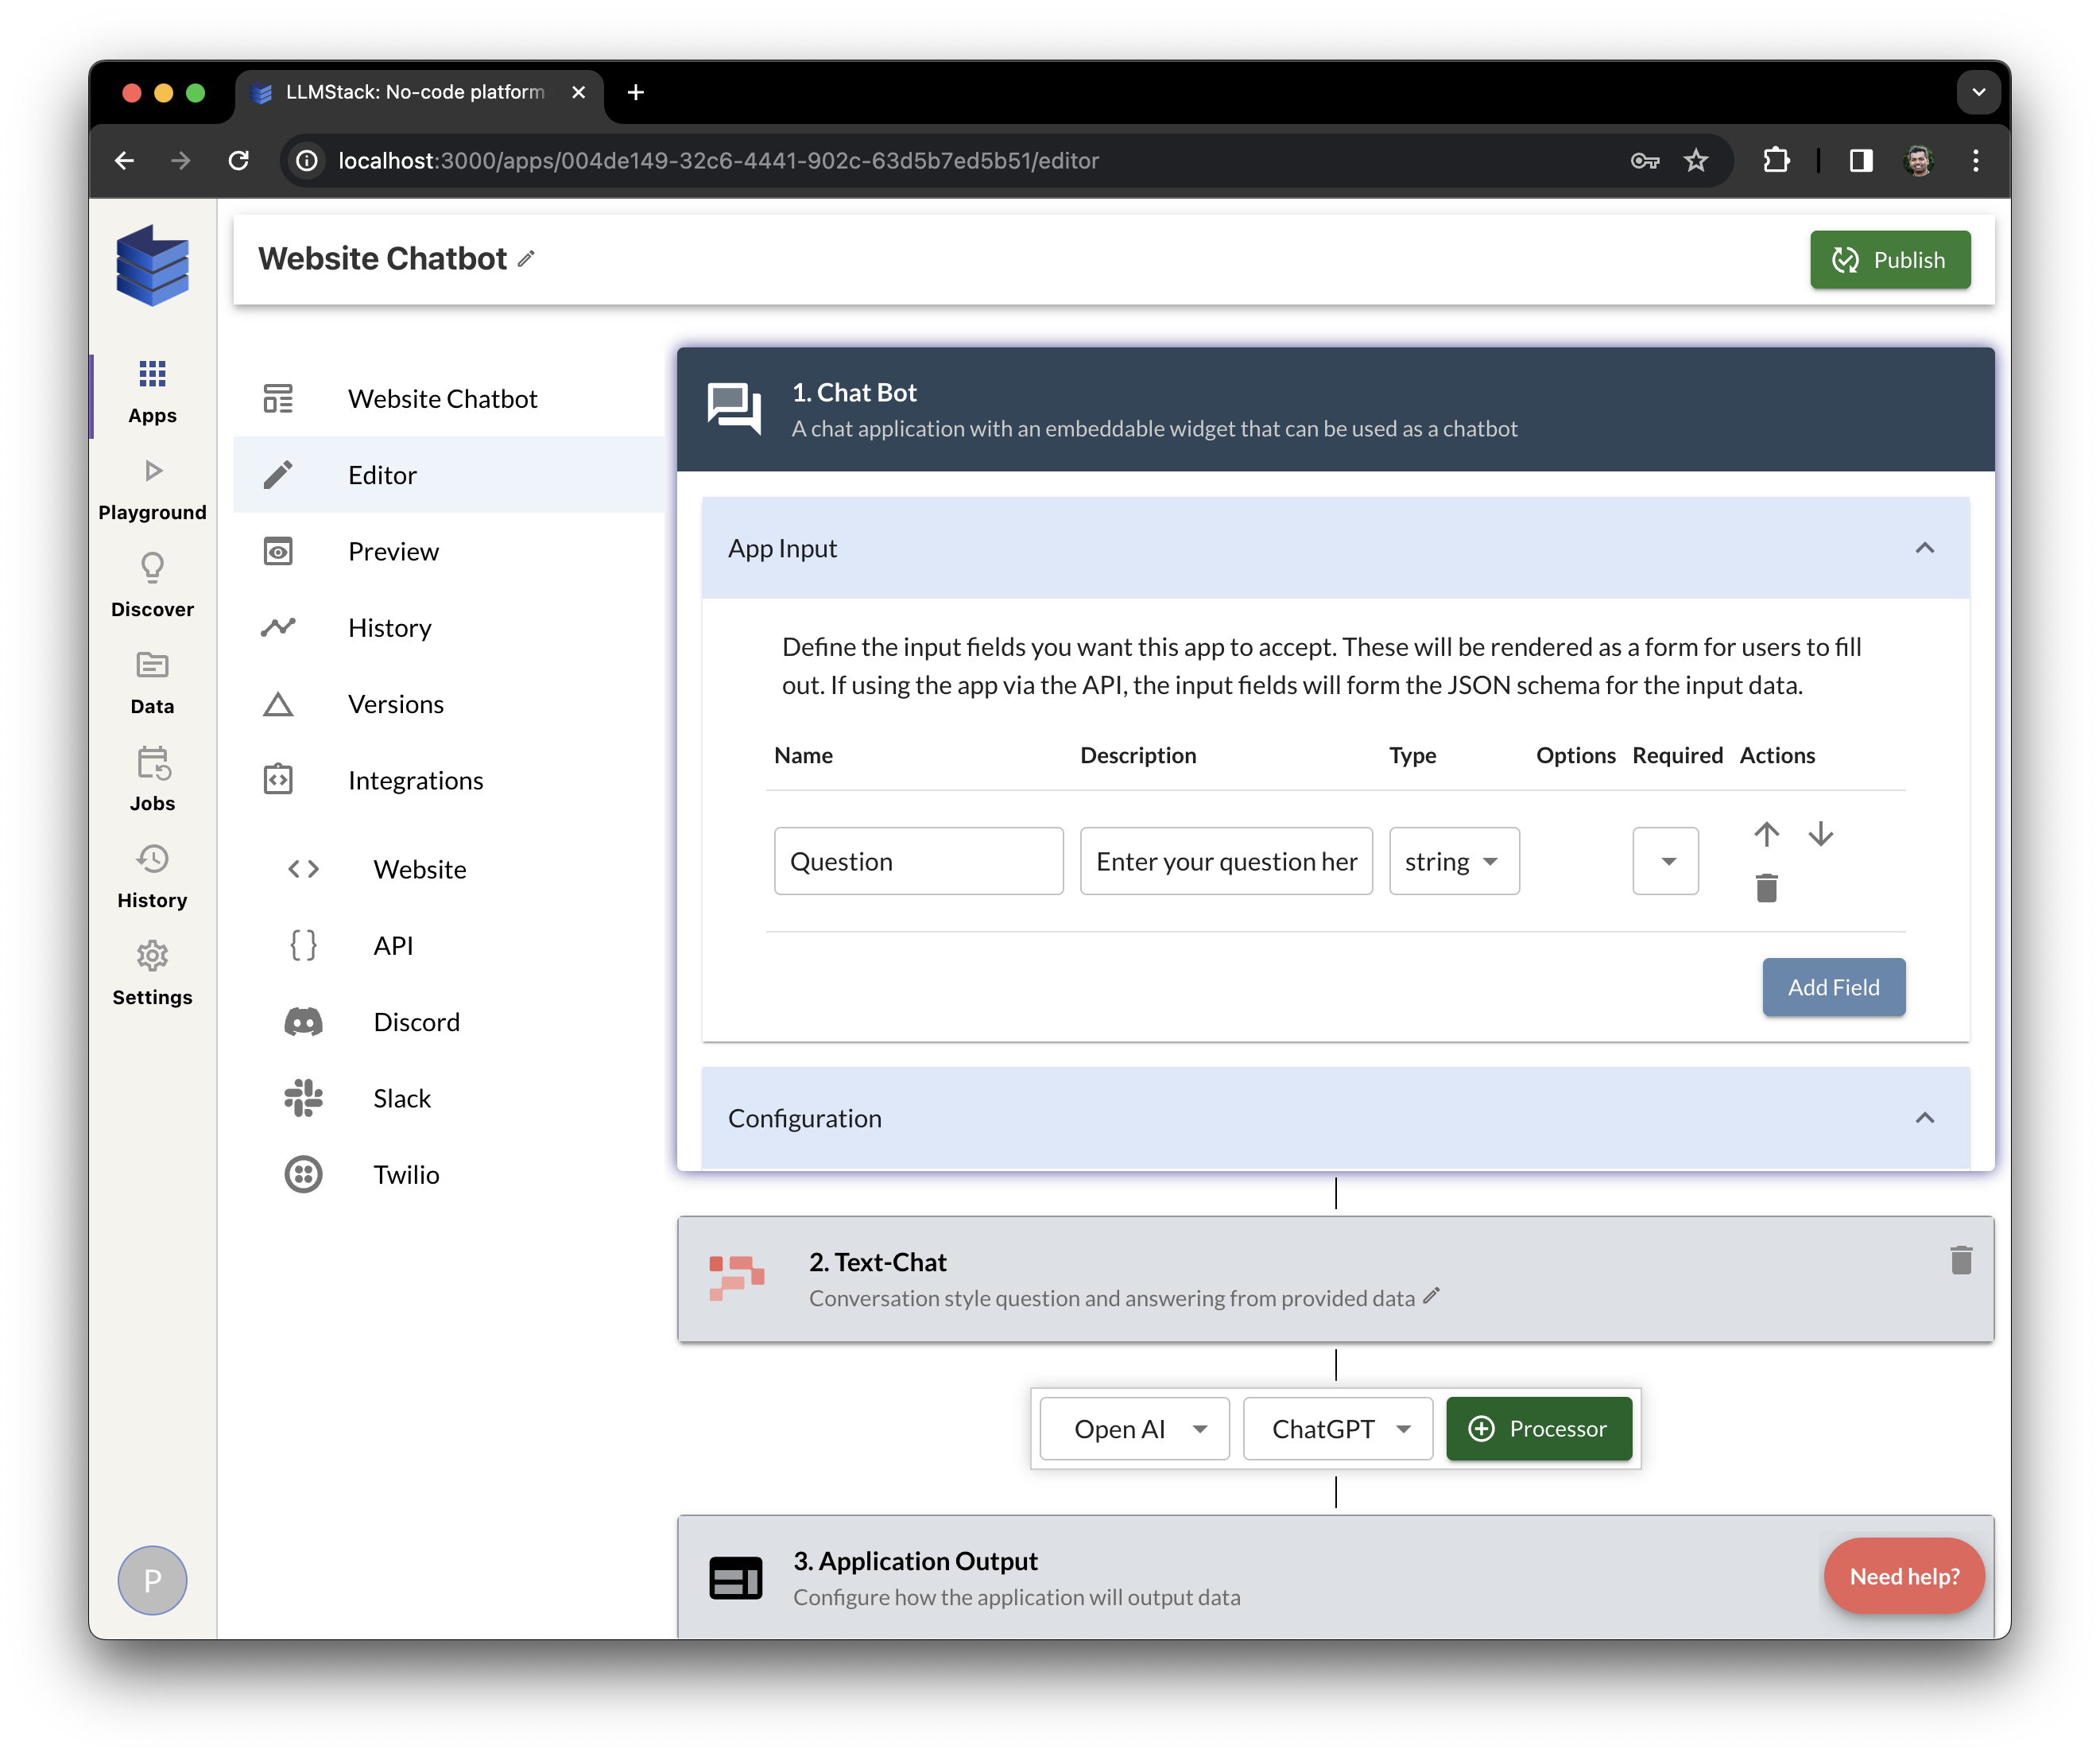 LLMStack: No-code platform
localhost:3000/apps/004de149-32c6-4441-902c-63d5b7ed5b51/editor
Apps
Playground
Discover
Data
Jobs
History
Settings
P
Website Chatbot
Publish
Website Chatbot
Editor
Preview
History
Versions
Integrations
Website
API
Discord
Slack
Twilio
1. Chat Bot
A chat application with an embeddable widget that can be used as a chatbot
App Input
Define the input fields you want this app to accept. These will be rendered as a form for users to fill
out. If using the app via the API, the input fields will form the JSON schema for the input data.
Name Description Type Options Required Actions
Question Enter your question her string
Add Field
Configuration
2. Text-Chat
Conversation style question and answering from provided data
Open AI ChatGPT Processor
3. Application Output
Configure how the application will output data
Need help?